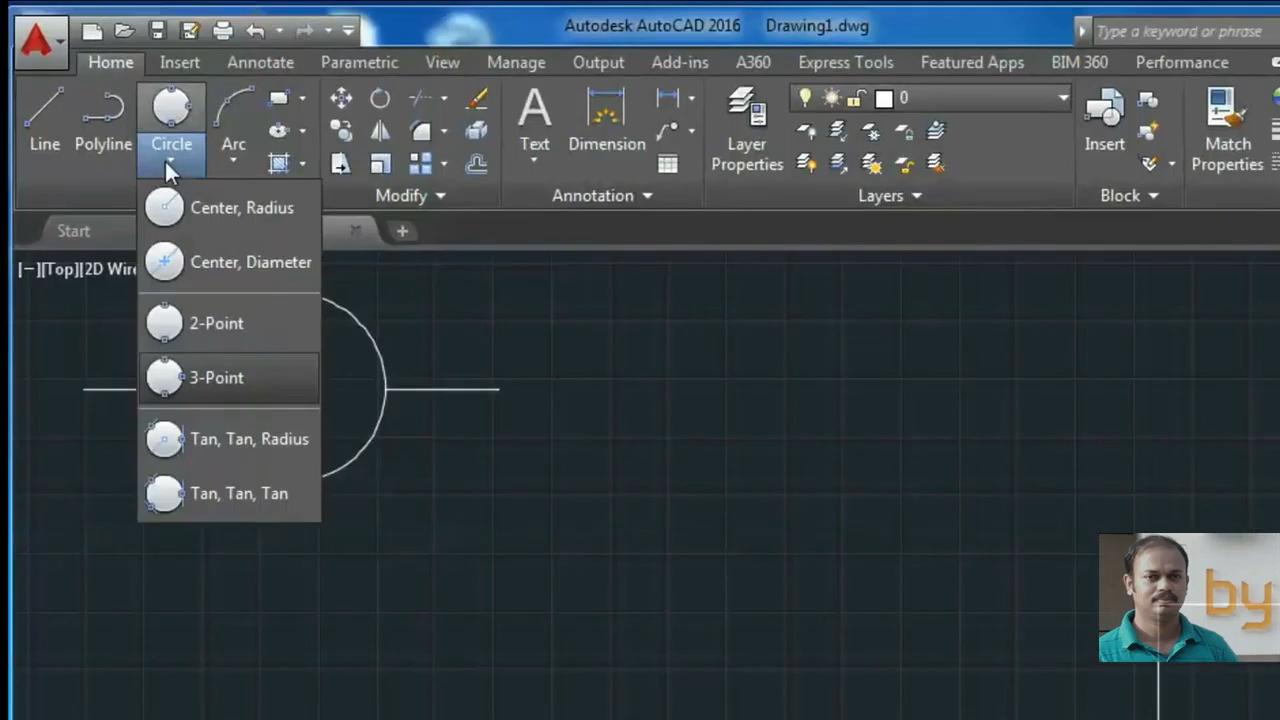 Autodesk AutoCAD 2016 Drawing1.dwg
Type a keyword or phrase
Home Insert Annotate Parametric View Manage Output Add-ins A360 Express Tools Featured Apps BIM 360 Performance
Line Polyline Circle Arc Text Dimension Layer Properties 0 Insert Match Properties
Modify Annotation Layers Block
Start
[−][Top][2D Wire
Center, Radius
Center, Diameter
2-Point
3-Point
Tan, Tan, Radius
Tan, Tan, Tan
by